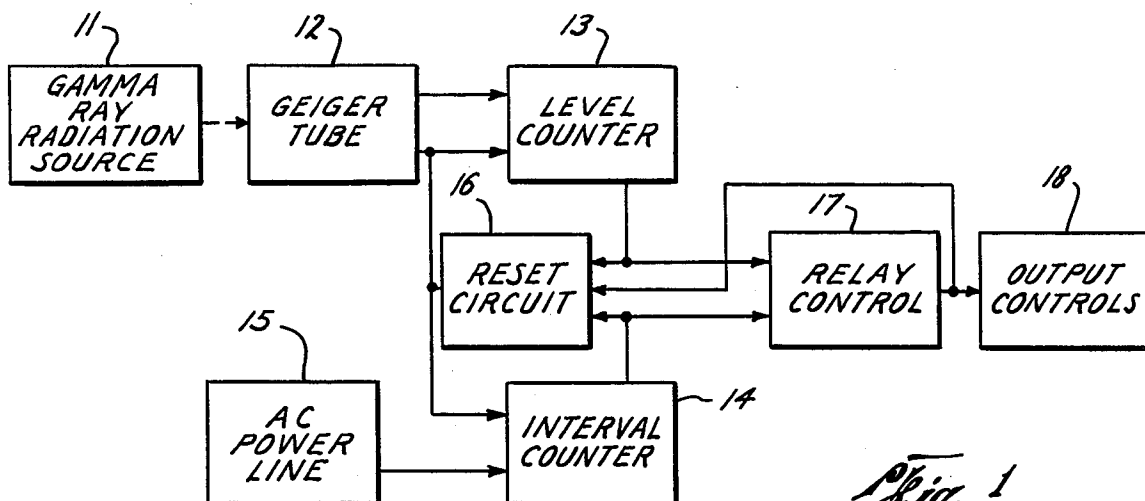 11
GAMMA
RAY
RADIATION
SOURCE
12
GEIGER
TUBE
13
LEVEL
COUNTER
16
RESET
CIRCUIT
17
RELAY
CONTROL
18
OUTPUT
CONTROLS
15
AC
POWER
LINE
INTERVAL
COUNTER
14
Fig. 1